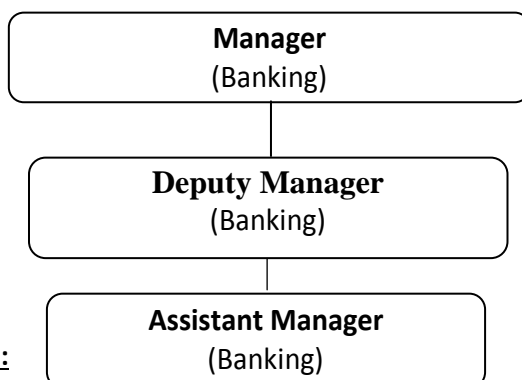 Manager
(Banking)
Deputy Manager
(Banking)
Assistant Manager
:
(Banking)